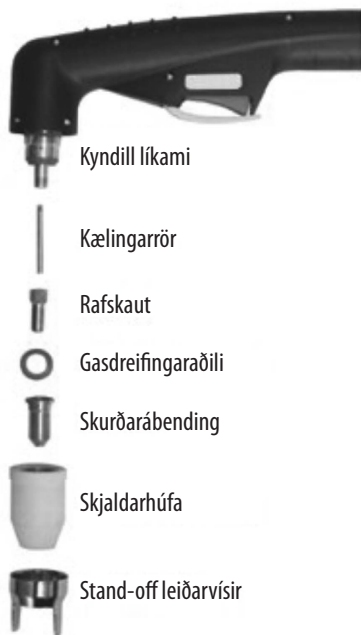 Kyndill líkami
Kælingarrör
Rafskaut
Gasdreifingaraðili
Skurðarábending
Skjaldarhúfa
Stand-off leiðarvísir